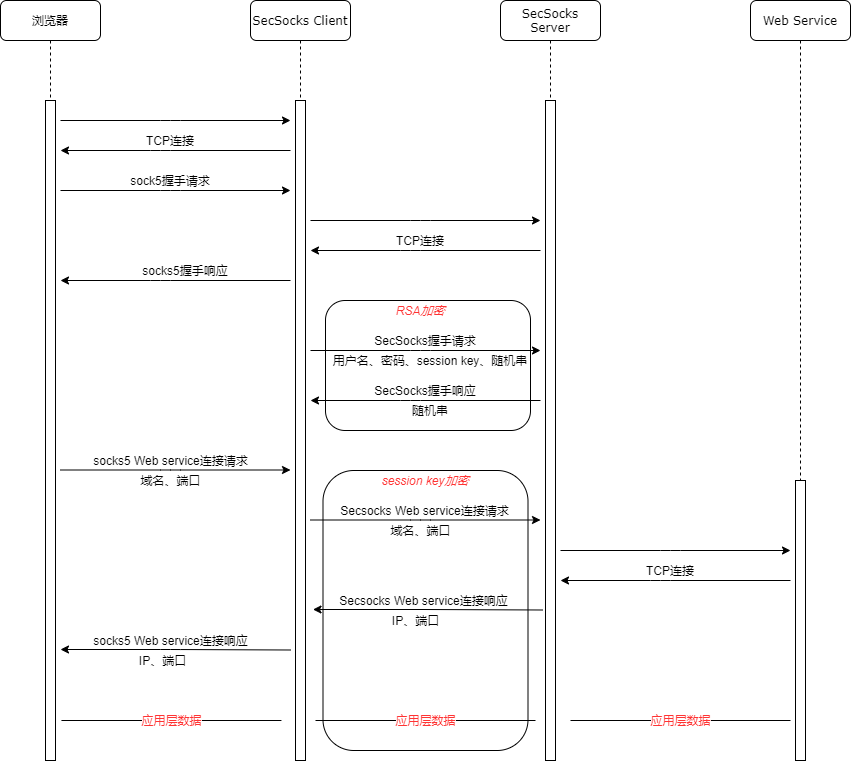 浏览器
SecSocks Client
SecSocks
Server
Web Service
TCP连接
sock5握手请求
TCP连接
socks5握手响应
RSA加密
SecSocks握手请求
用户名、密码、session key、随机串
SecSocks握手响应
随机串
socks5 Web service连接请求
域名、端口
session key加密
Secsocks Web service连接请求
域名、端口
TCP连接
Secsocks Web service连接响应
IP、端口
socks5 Web service连接响应
IP、端口
应用层数据
应用层数据
应用层数据